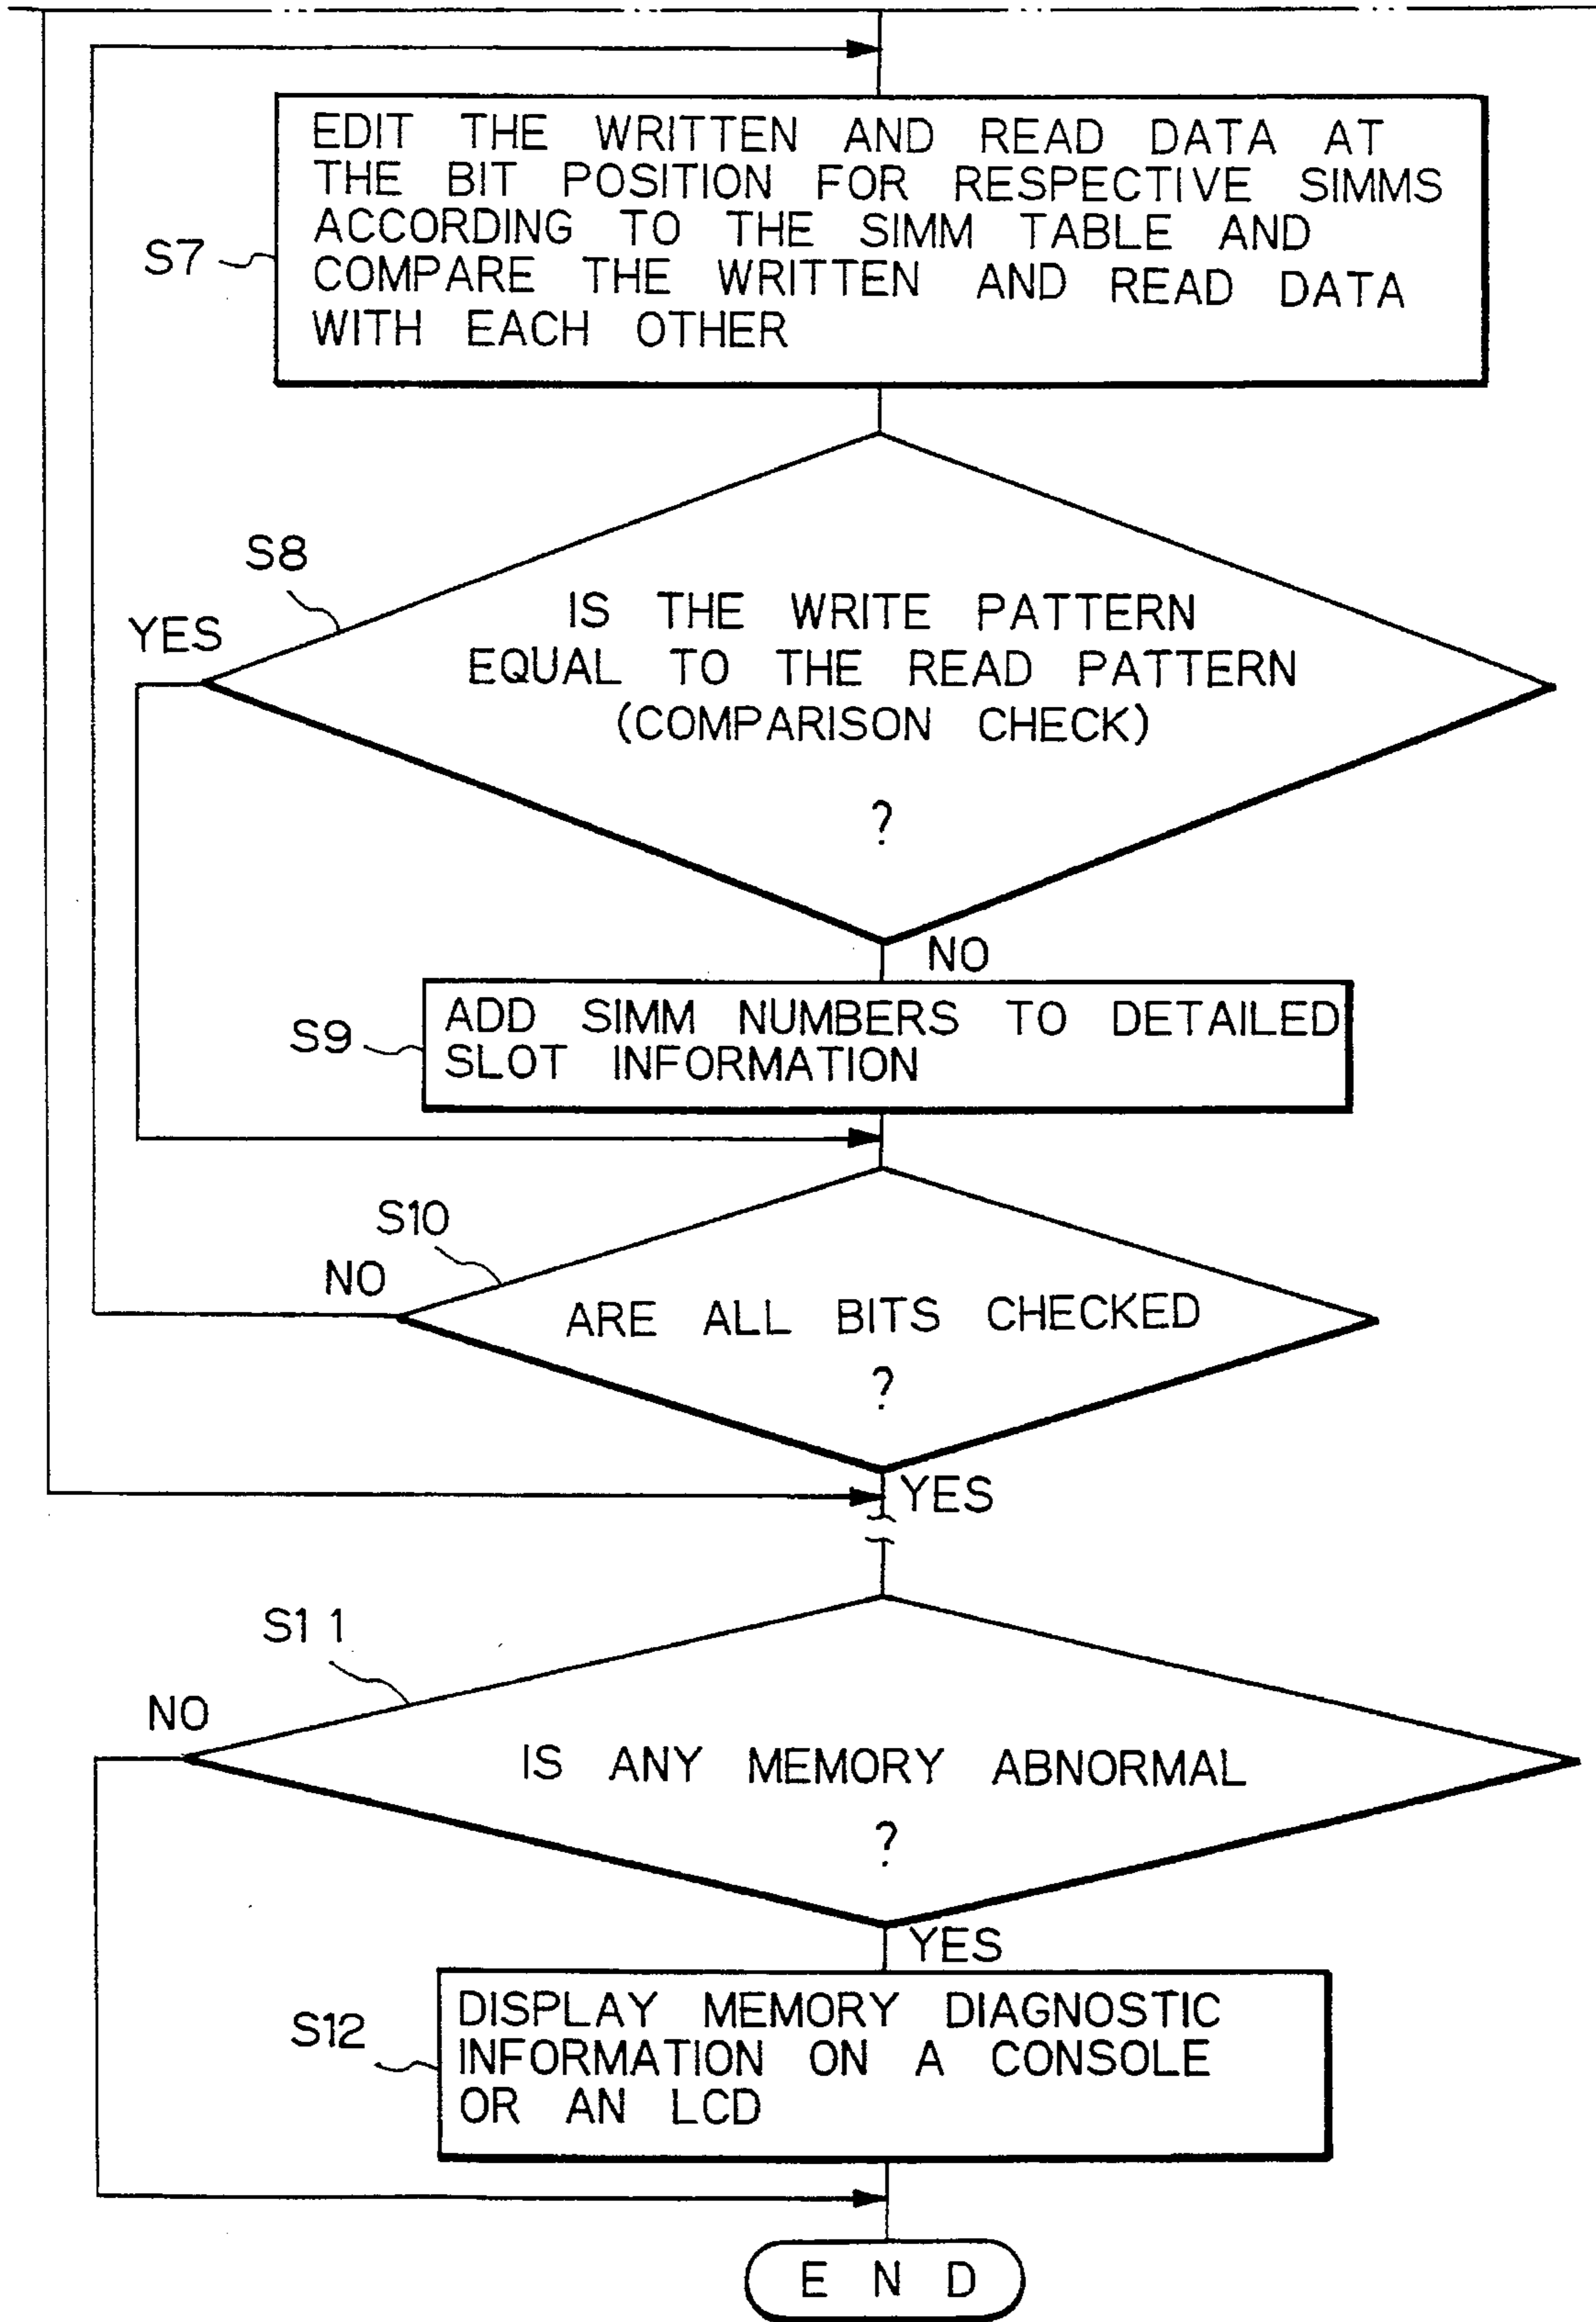 EDIT THE WRITTEN AND READ DATA AT
THE BIT POSITION FOR RESPECTIVE SIMMS
ACCORDING TO THE SIMM TABLE AND
S7
COMPARE THE WRITTEN AND READ DATA
WITH EACH OTHER
S8
YES
IS THE WRITE PATTERN
EQUAL TO THE READ PATTERN
(COMPARISON CHECK)
?
NO
S9
ADD SIMM NUMBERS TO DETAILED
SLOT INFORMATION
S10
NO
ARE ALL BITS CHECKED
?
YES
S11
NO
IS ANY MEMORY ABNORMAL
?
YES
S12
DISPLAY MEMORY DIAGNOSTIC
INFORMATION ON A CONSOLE
OR AN LCD
END